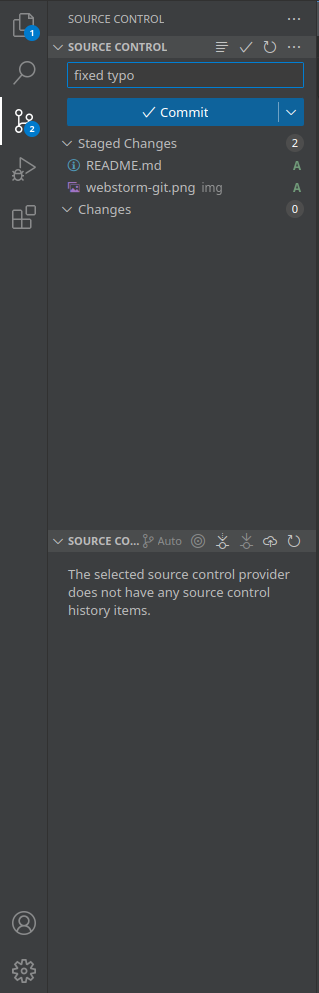 SOURCE CONTROL
1
SOURCE CONTROL
fixed typo
2
Commit
Staged Changes 2
README.md A
webstorm-git.png img A
Changes 0
SOURCE CO... Auto
The selected source control provider
does not have any source control
history items.